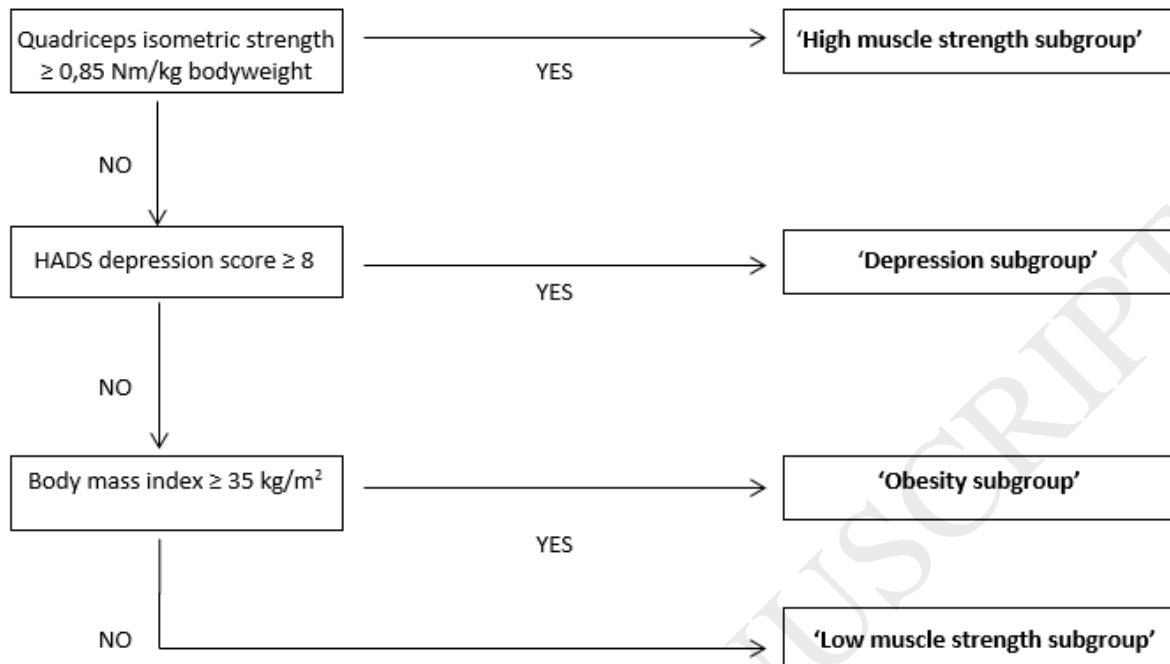 Quadriceps isometric strength
≥ 0,85 Nm/kg bodyweight
YES
‘High muscle strength subgroup’
NO
HADS depression score ≥ 8
YES
‘Depression subgroup’
NO
Body mass index ≥ 35 kg/m²
YES
‘Obesity subgroup’
NO
‘Low muscle strength subgroup’
NUSCRIPT